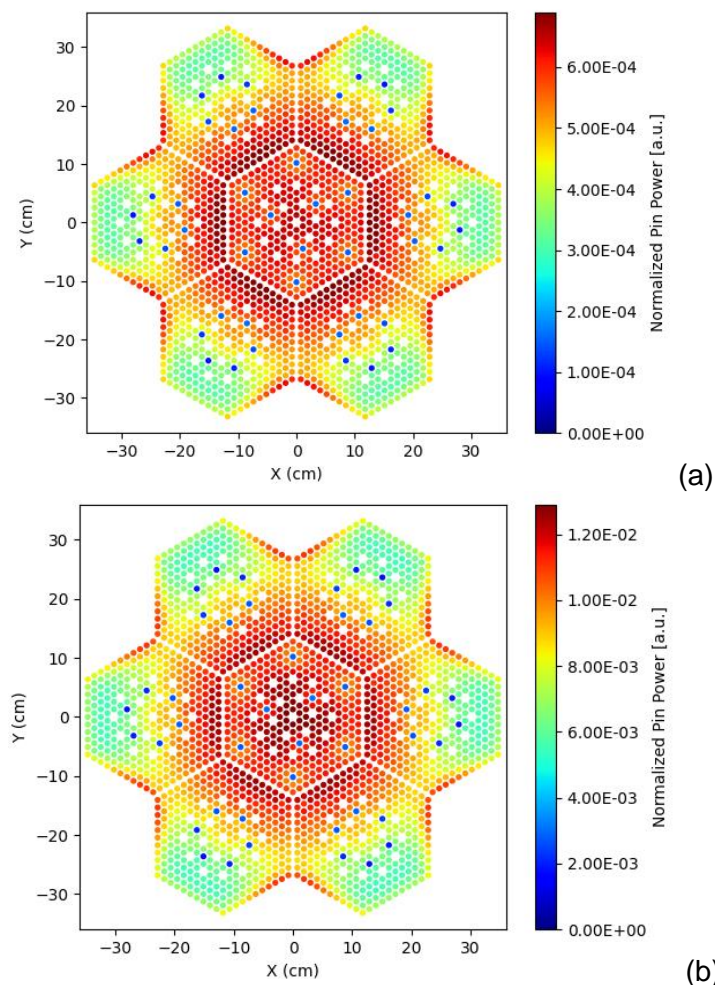 30
20
10
0
−10
−20
−30
Y (cm)
−30 −20 −10 0 10 20 30
X (cm)
6.00E-04
5.00E-04
4.00E-04
3.00E-04
2.00E-04
1.00E-04
0.00E+00
Normalized Pin Power [a.u.]
(a)
30
20
10
0
−10
−20
−30
Y (cm)
−30 −20 −10 0 10 20 30
X (cm)
1.20E-02
1.00E-02
8.00E-03
6.00E-03
4.00E-03
2.00E-03
0.00E+00
Normalized Pin Power [a.u.]
(b)